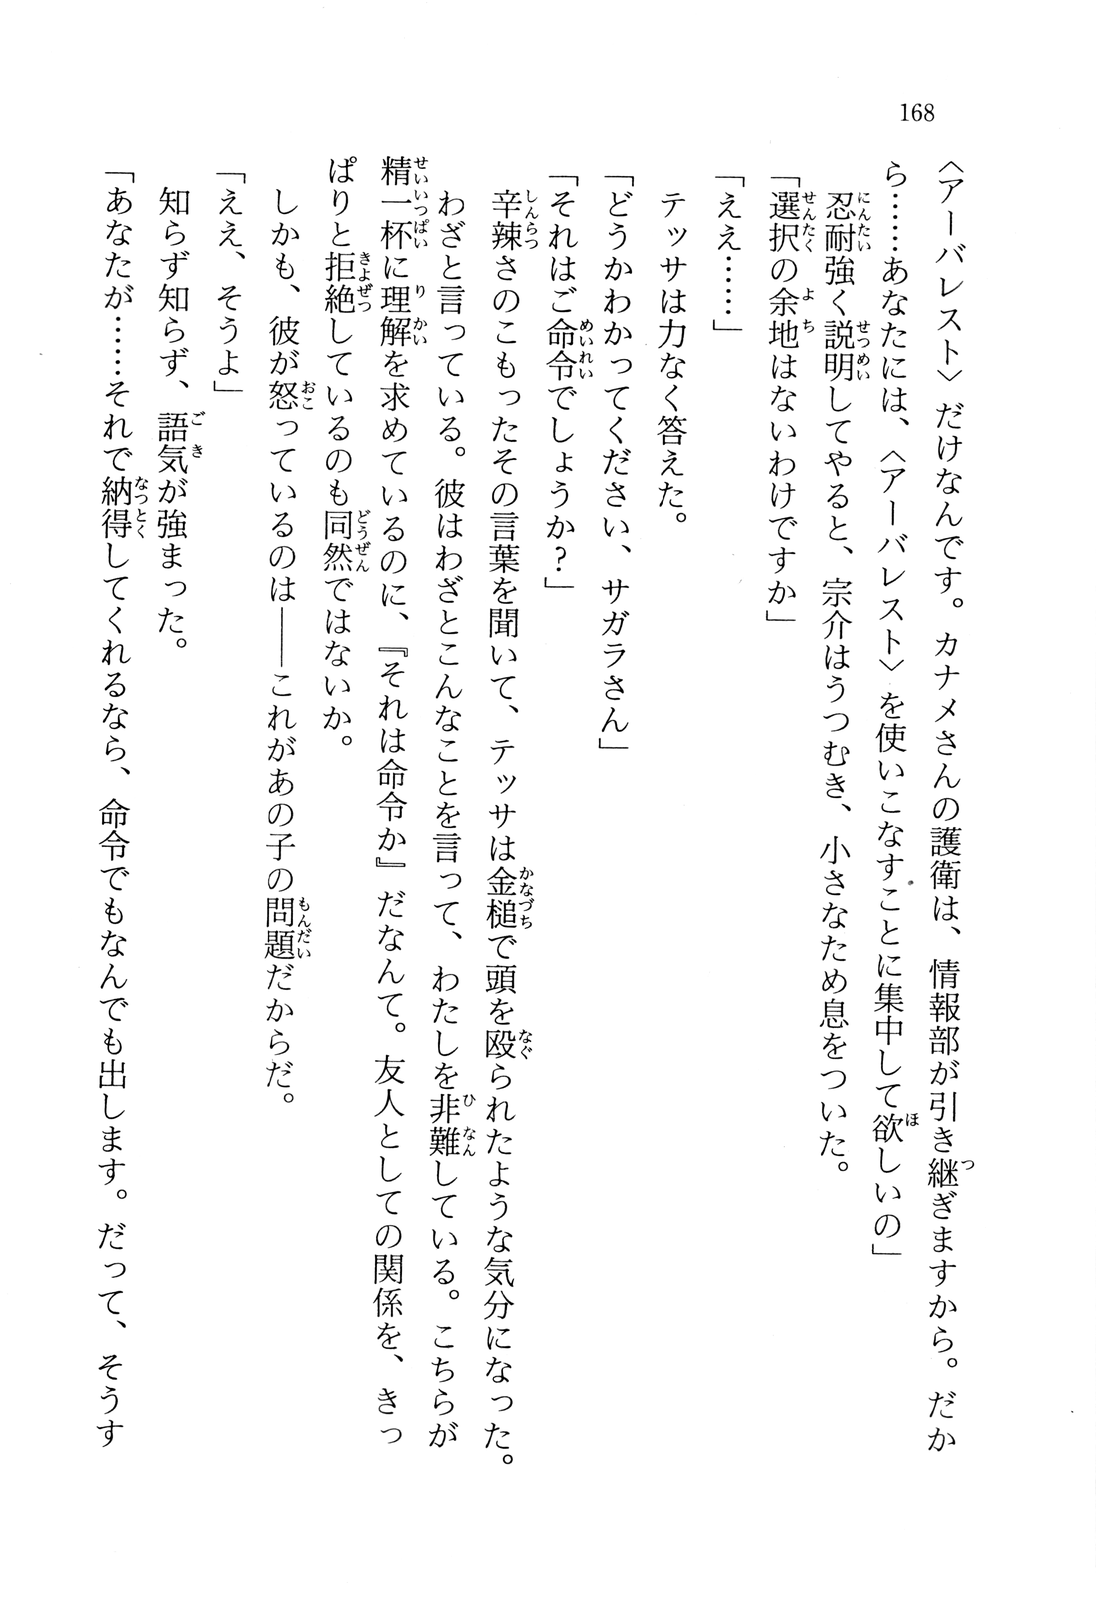 168
〈アーバレスト〉だけなんです。カナメさんの護衛は、情報部が引き継ぎますから。だか
ら……あなたには、〈アーバレスト〉を使いこなすことに集中して欲しいの」
忍耐強く説明してやると、宗介はうつむき、小さなため息をついた。
「選択の余地はないわけですか」
「ええ……」
テッサは力なく答えた。
「どうかわかってください、サガラさん」
「それはご命令でしょうか?」
辛辣さのこもったその言葉を聞いて、テッサは金槌で頭を殴られたような気分になった。
わざと言っている。彼はわざとこんなことを言って、わたしを非難している。こちらが
精一杯に理解を求めているのに、『それは命令か』だなんて。友人としての関係を、きっ
ぱりと拒絶しているのも同然ではないか。
しかも、彼が怒っているのは――これがあの子の問題だからだ。
「ええ、そうよ」
知らず知らず、語気が強まった。
「あなたが……それで納得してくれるなら、命令でもなんでも出します。だって、そうす